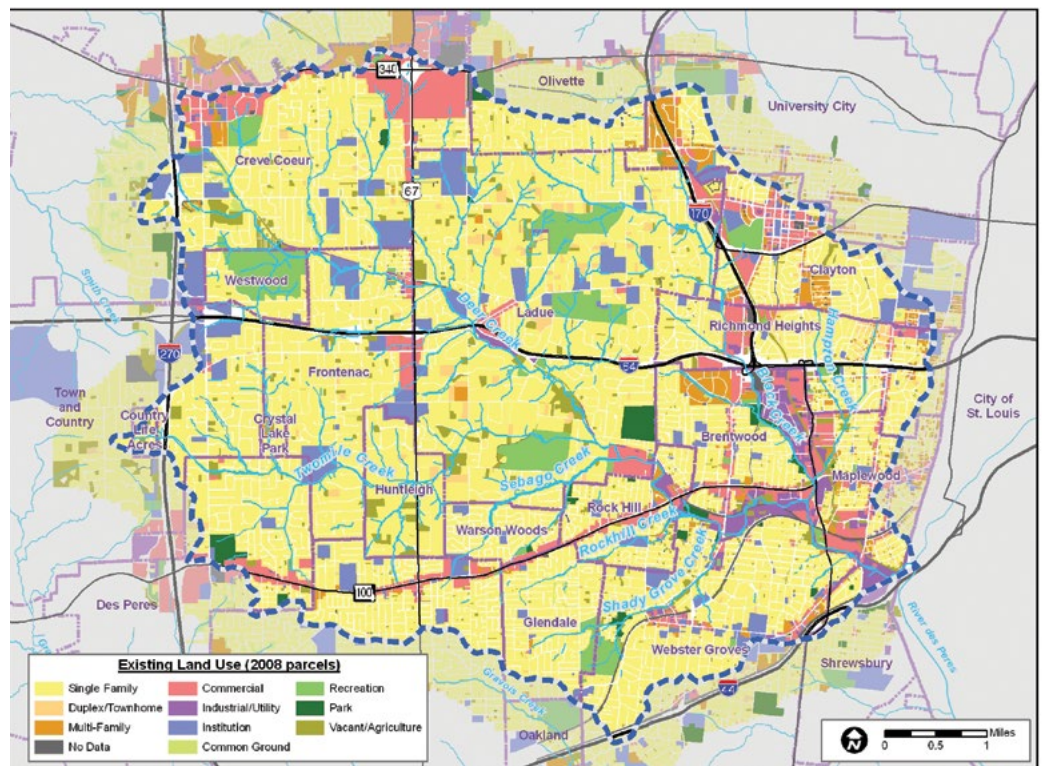 340
Olivette
University City
Creve Coeur
67
170
Clayton
Westwood
Smith Creek
Deer Creek
Ladue
Richmond Heights
Hampton Creek
270
64
Frontenac
Black Creek
Town
and
Country
Country
Life
Acres
Crystal
Lake
Park
City of
St. Louis
Brentwood
Twomile Creek
Sebago Creek
Maplewood
Huntleigh
Rock Hill
Warson Woods
Rockhill Creek
Shady Grove Creek
100
Des Peres
Glendale
River des Peres
Webster Groves
Shrewsbury
Gravois Creek
44
Oakland
Existing Land Use (2008 parcels)
Single Family
Commercial
Recreation
Duplex/Townhome
Industrial/Utility
Park
Multi-Family
Institution
Vacant/Agriculture
No Data
Common Ground
N
Miles
0 0.5 1